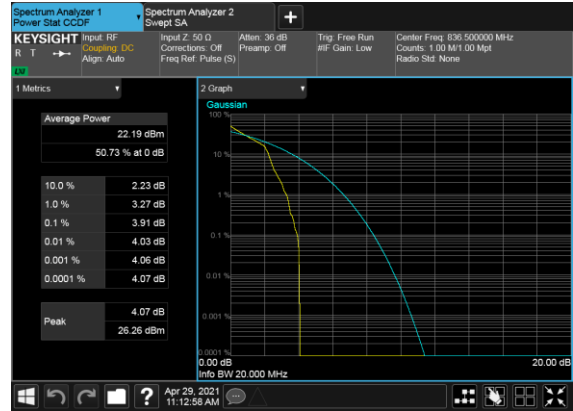 Spectrum Analyzer 1
Power Stat CCDF
Spectrum Analyzer 2
Swept SA
KEYSIGHT
R T
LM
Input: RF
Coupling: DC
Align: Auto
Input Z: 50 Ω
Corrections: Off
Freq Ref: Pulse (S)
Atten: 36 dB
Preamp: Off
Trig: Free Run
#IF Gain: Low
Center Freq: 836.500000 MHz
Counts: 1.00 M/1.00 Mpt
Radio Std: None
1 Metrics
Average Power
22.19 dBm
50.73 % at 0 dB
10.0 % 2.23 dB
1.0 % 3.27 dB
0.1 % 3.91 dB
0.01 % 4.03 dB
0.001 % 4.06 dB
0.0001 % 4.07 dB
Peak
4.07 dB
26.26 dBm
2 Graph
Gaussian
100 %
10 %
1 %
0.1 %
0.01 %
0.001 %
0.0001 %
0.00 dB
20.00 dB
Info BW 20.000 MHz
?
Apr 29, 2021
11:12:58 AM